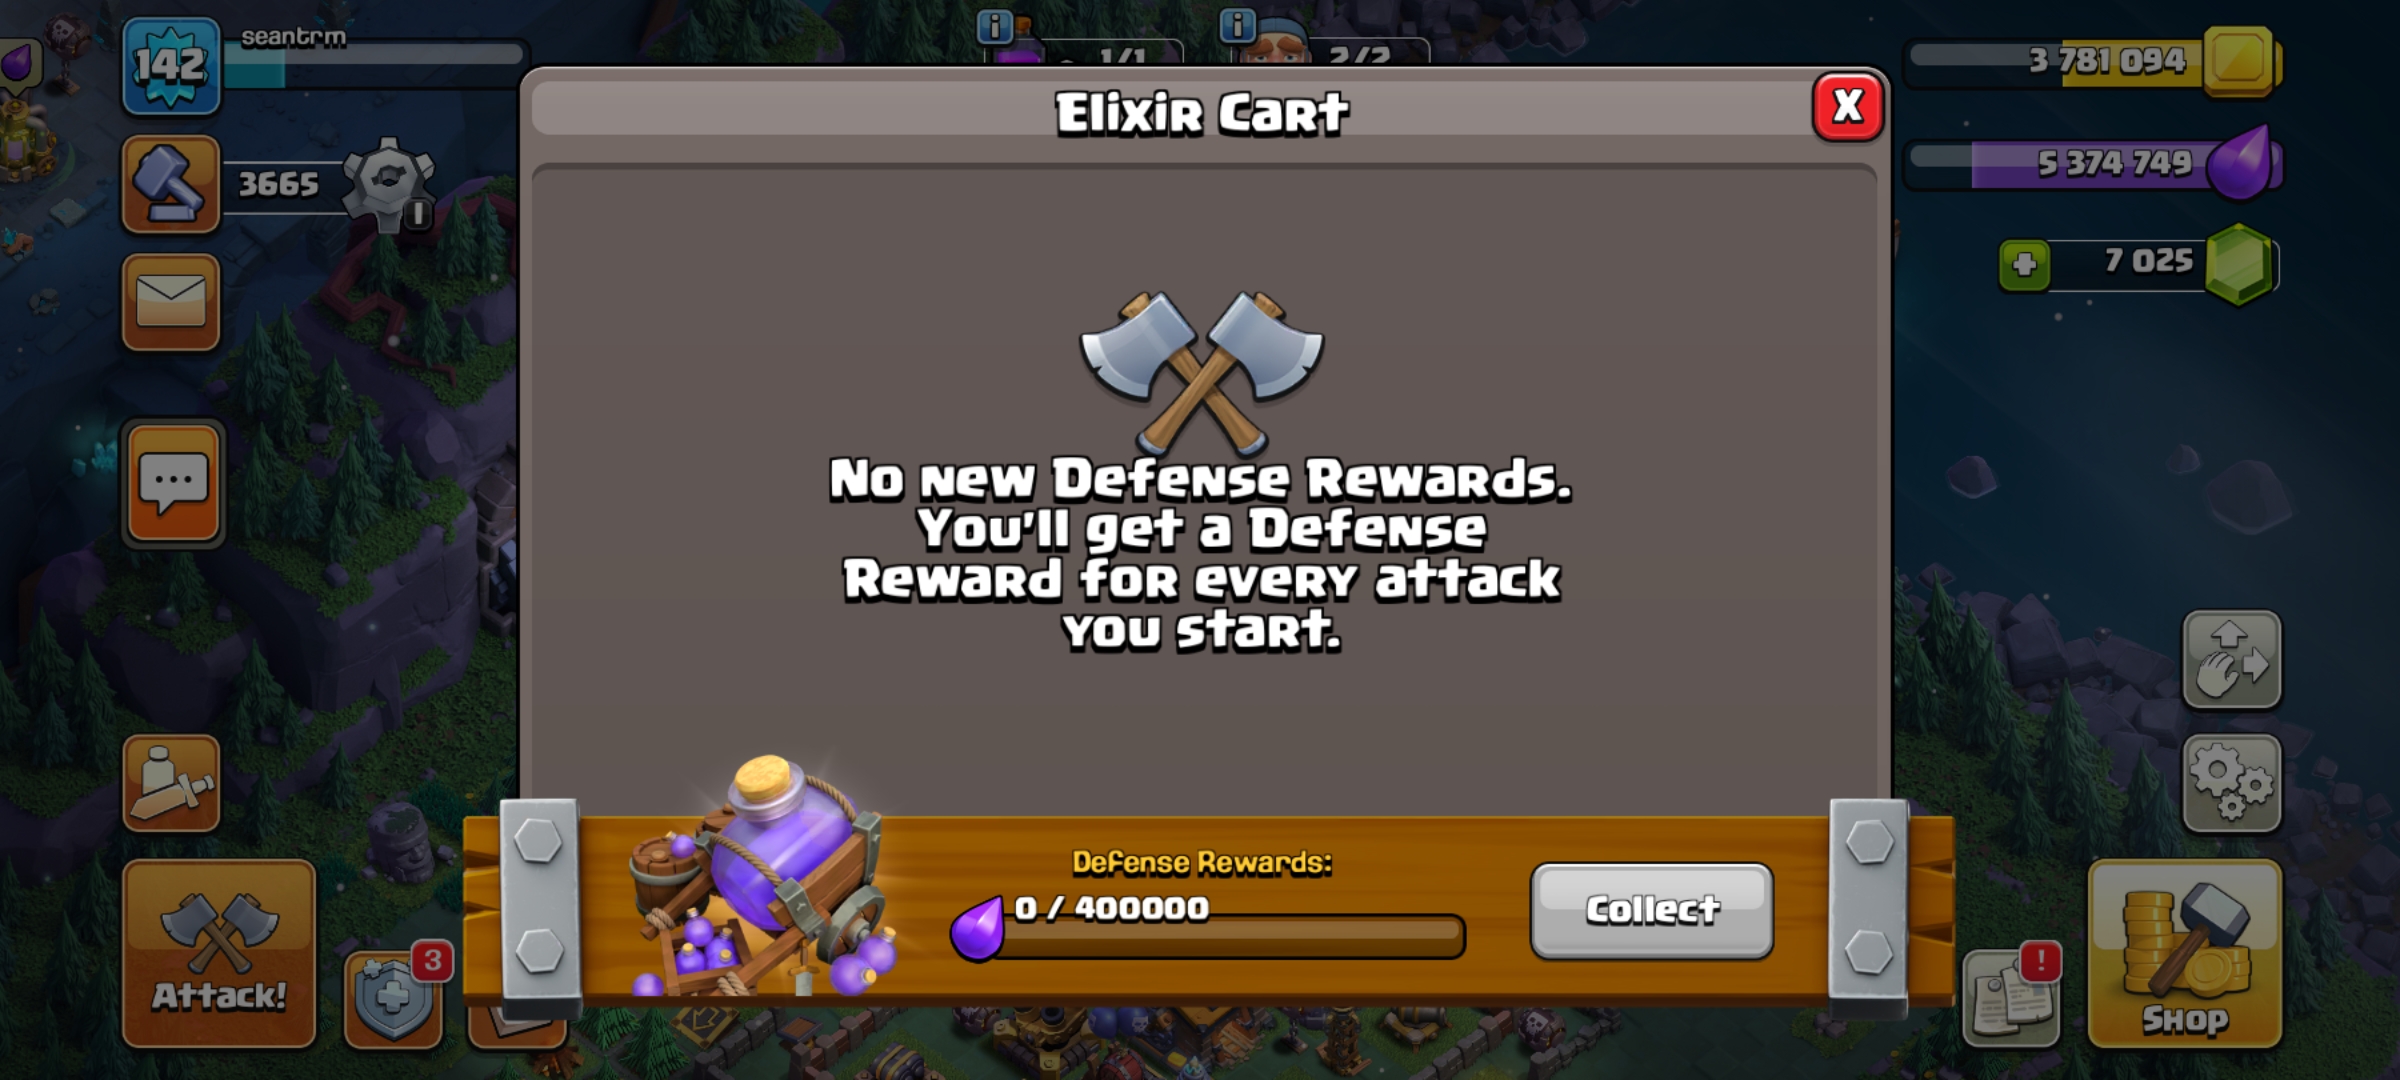 142
seantrm
1/1
2/2
3 781 094
Elixir Cart
X
5 374 749
3665
I
7 025
No new Defense Rewards.
You'll get a Defense
Reward for every attack
you start.
Defense Rewards:
0 / 400000
Collect
3
!
Attack!
Shop